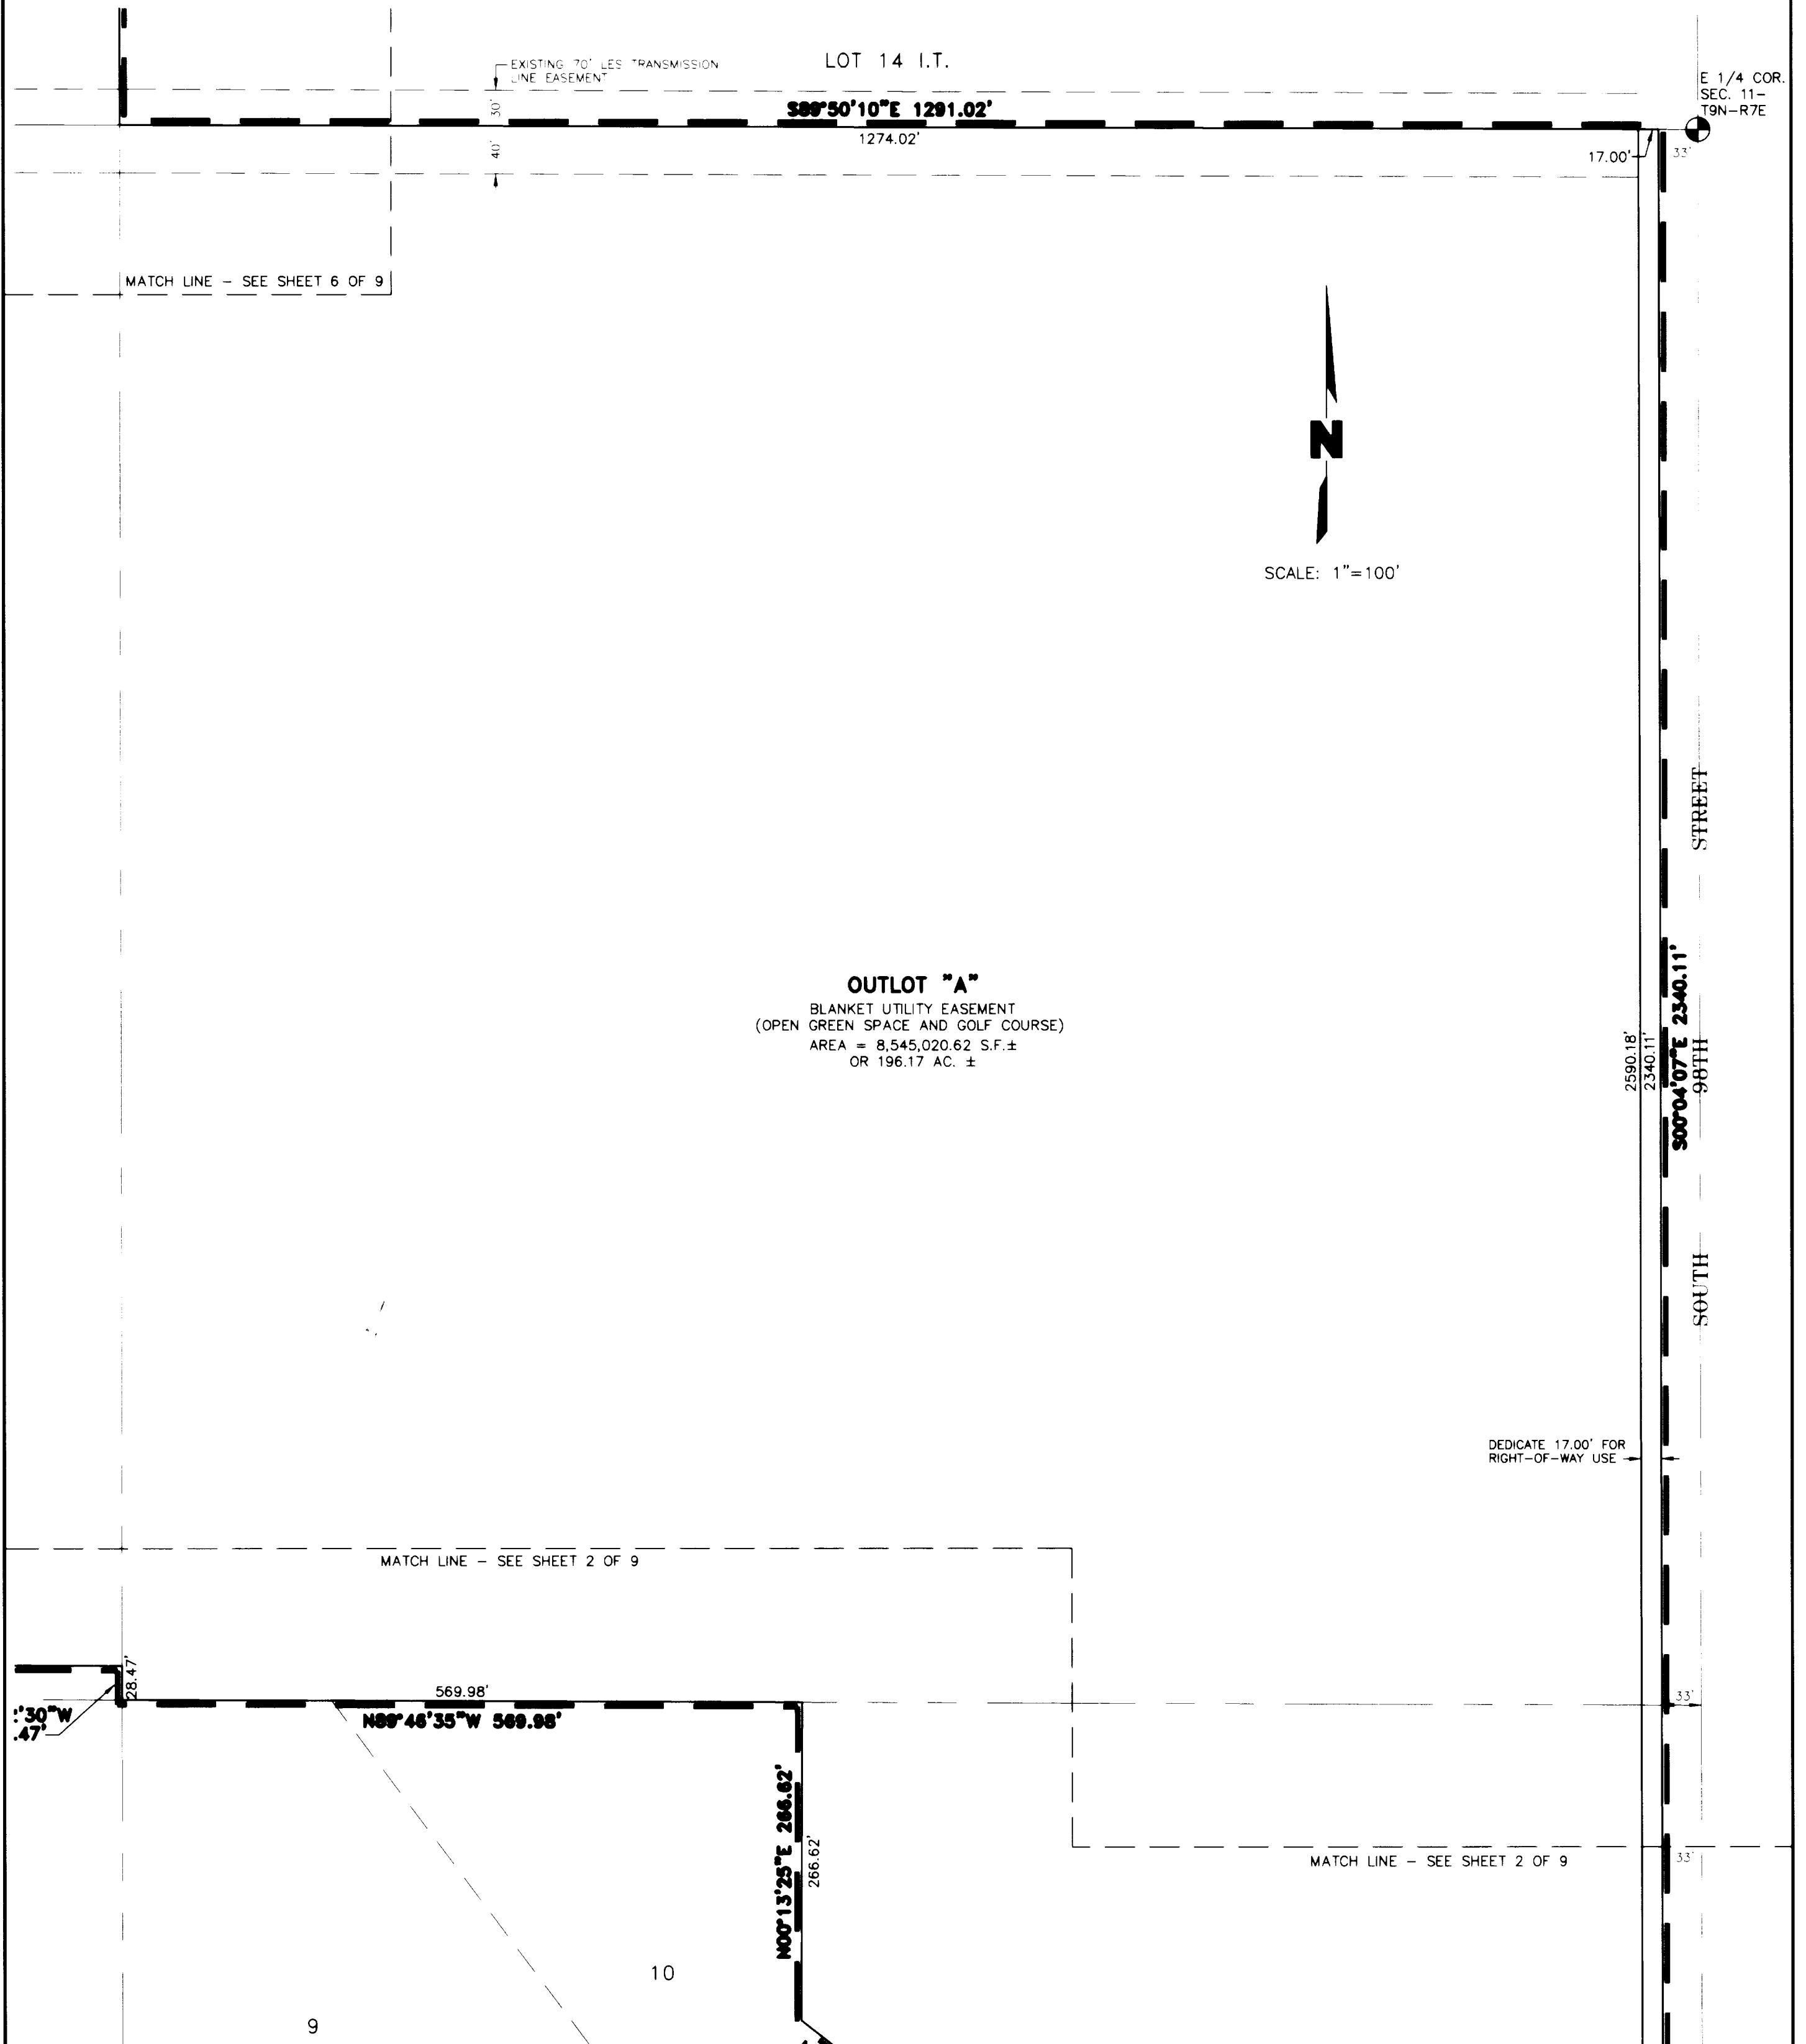 LOT 14 I.T.
EXISTING 70' LES TRANSMISSION
LINE EASEMENT
E 1/4 COR.
SEC. 11-
T9N-R7E
30'
S89°50'10"E 1291.02'
1274.02'
40'
17.00'
33'
MATCH LINE - SEE SHEET 6 OF 9
N
SCALE: 1"=100'
SOUTH 98TH STREET
OUTLOT "A"
BLANKET UTILITY EASEMENT
(OPEN GREEN SPACE AND GOLF COURSE)
AREA = 8,545,020.62 S.F.±
OR 196.17 AC. ±
2590.18'
2340.11'
S00°04'07"E 2340.11'
DEDICATE 17.00' FOR
RIGHT-OF-WAY USE
MATCH LINE - SEE SHEET 2 OF 9
28.47'
569.98'
N89°46'35"W 569.98'
'30"W
.47'
33'
N00°13'25"E 266.62'
266.62'
MATCH LINE - SEE SHEET 2 OF 9
33'
10
9